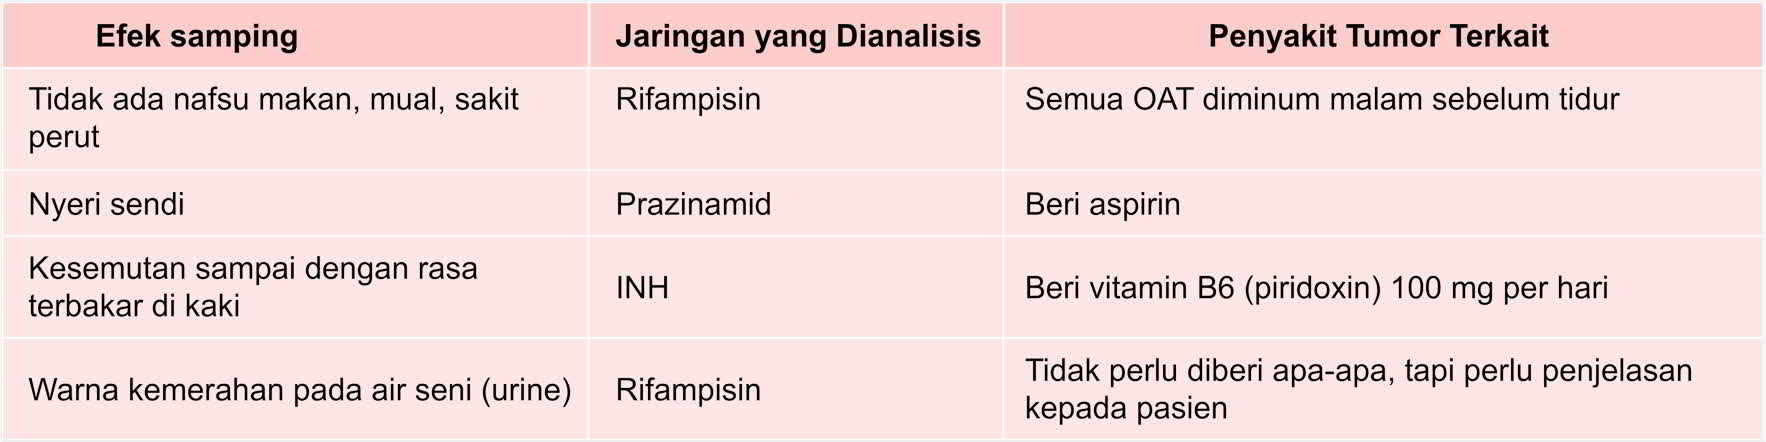 Efek samping
Jaringan yang Dianalisis
Penyakit Tumor Terkait
Tidak ada nafsu makan, mual, sakit
perut
Rifampisin
Semua OAT diminum malam sebelum tidur
Nyeri sendi
Prazinamid
Beri aspirin
Kesemutan sampai dengan rasa
terbakar di kaki
INH
Beri vitamin B6 (piridoxin) 100 mg per hari
Warna kemerahan pada air seni (urine)
Rifampisin
Tidak perlu diberi apa-apa, tapi perlu penjelasan
kepada pasien